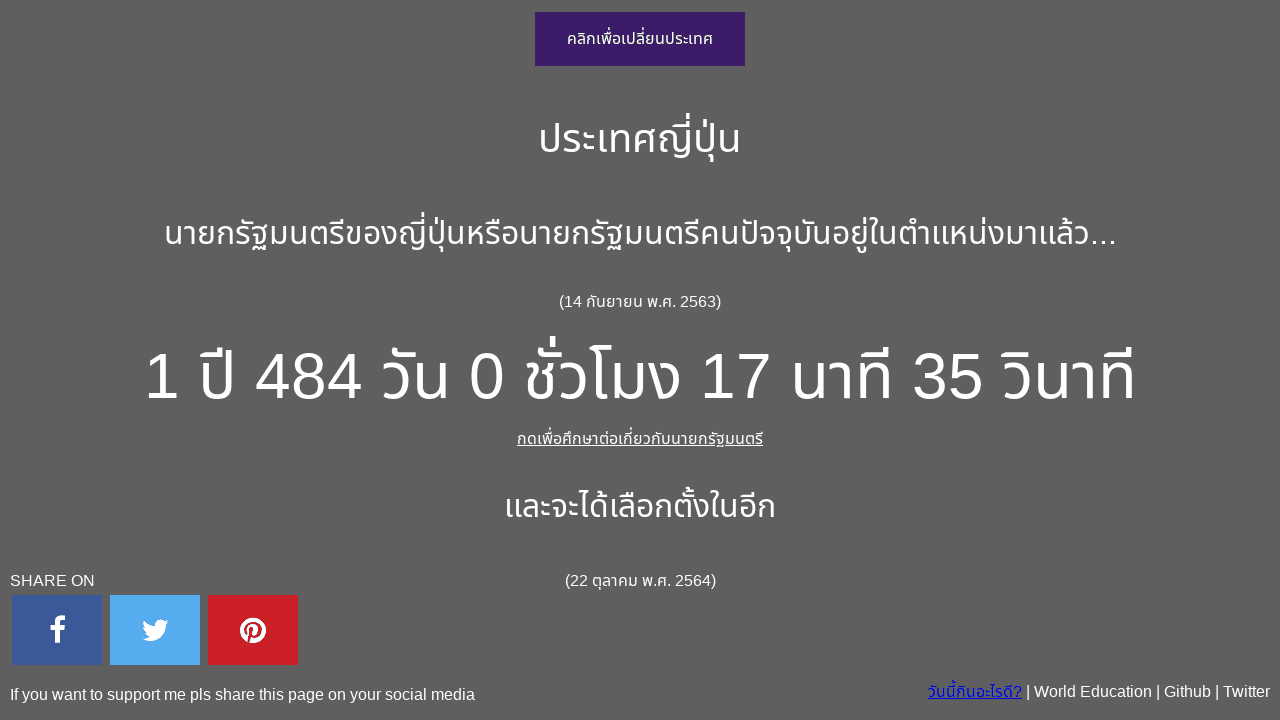 คลิกเพื่อเปลี่ยนประเทศ
ประเทศญี่ปุ่น
นายกรัฐมนตรีของญี่ปุ่นหรือนายกรัฐมนตรีคนปัจจุบันอยู่ในตำแหน่งมาแล้ว...
(14 กันยายน พ.ศ. 2563)
1 ปี 484 วัน 0 ชั่วโมง 17 นาที 35 วินาที
กดเพื่อศึกษาต่อเกี่ยวกับนายกรัฐมนตรี
และจะได้เลือกตั้งในอีก
(22 ตุลาคม พ.ศ. 2564)
SHARE ON
If you want to support me pls share this page on your social media
วันนี้กินอะไรดี? | World Education | Github | Twitter